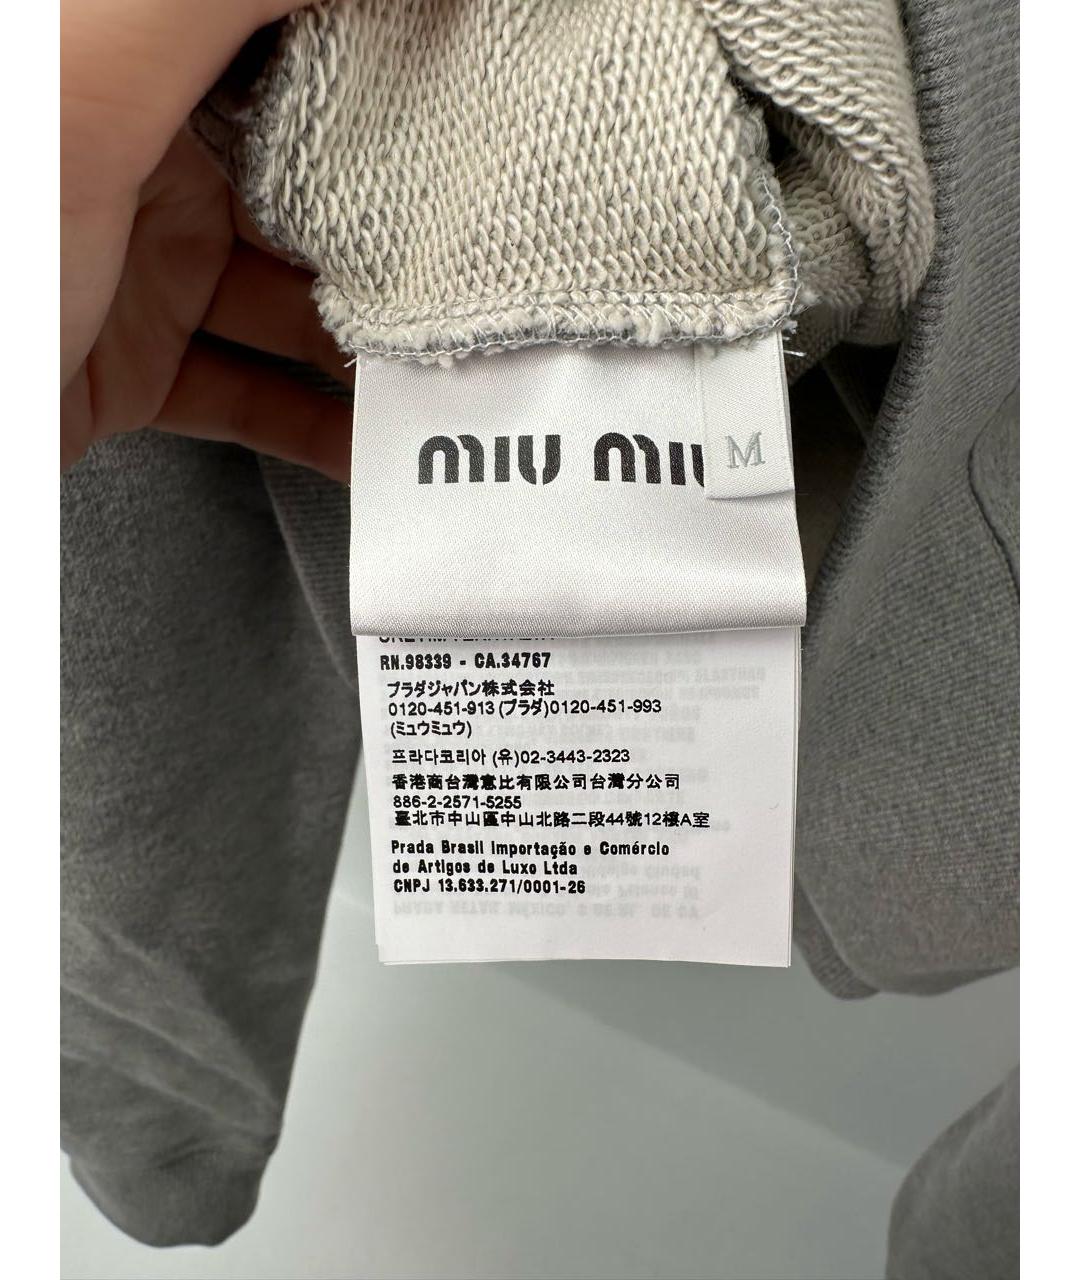 miu miu
M
RN.98339 - CA.34767
プラダジャパン株式会社
0120-451-913 (プラダ)0120-451-993
(ミュウミュウ)
프라다코리아 (유)02-3443-2323
香港商台灣意比有限公司台灣分公司
886-2-2571-5255
臺北市中山區中山北路二段44號12樓A室
Prada Brasil Importação e Comércio
de Artigos de Luxo Ltda
CNPJ 13.633.271/0001-26